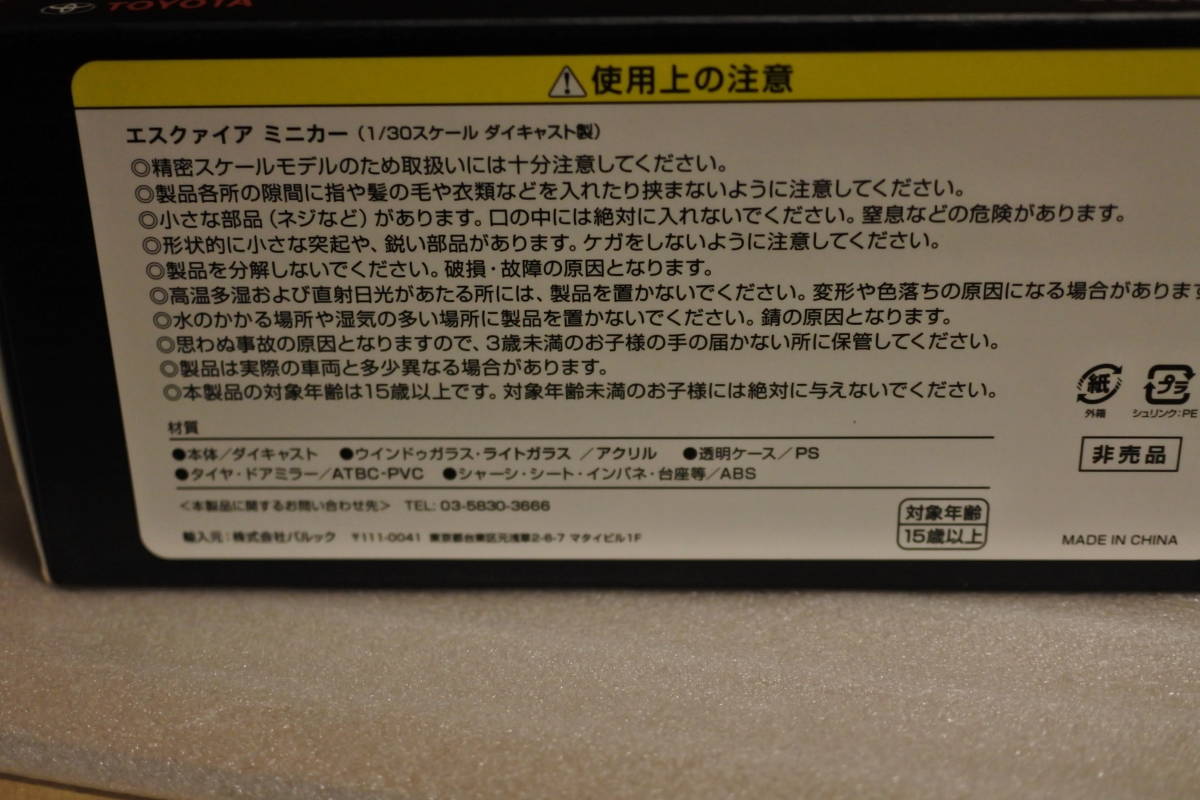 TOYOTA
⚠使用上の注意
エスクァイア ミニカー（1/30スケール ダイキャスト製）
◎精密スケールモデルのため取扱いには十分注意してください。
◎製品各所の隙間に指や髪の毛や衣類などを入れたり挟まないように注意してください。
◎小さな部品（ネジなど）があります。口の中には絶対に入れないでください。窒息などの危険があります。
◎形状的に小さな突起や、鋭い部品があります。ケガをしないように注意してください。
◎製品を分解しないでください。破損・故障の原因となります。
◎高温多湿および直射日光があたる所には、製品を置かないでください。変形や色落ちの原因になる場合があります
◎水のかかる場所や湿気の多い場所に製品を置かないでください。錆の原因となります。
◎思わぬ事故の原因となりますので、3歳未満のお子様の手の届かない所に保管してください。
◎製品は実際の車両と多少異なる場合があります。
◎本製品の対象年齢は15歳以上です。対象年齢未満のお子様には絶対に与えないでください。
材質
●本体／ダイキャスト ●ウインドゥガラス・ライトガラス ／アクリル ●透明ケース／PS
●タイヤ・ドアミラー／ATBC-PVC ●シャーシ・シート・インパネ・台座等／ABS
＜本製品に関するお問い合わせ先＞ TEL: 03-5830-3666
輸入元：株式会社バルック 〒111-0041 東京都台東区元浅草2-6-7 マタイビル1F
対象年齢
15歳以上
紙
外箱
プラ
シュリンク：PE
非売品
MADE IN CHINA